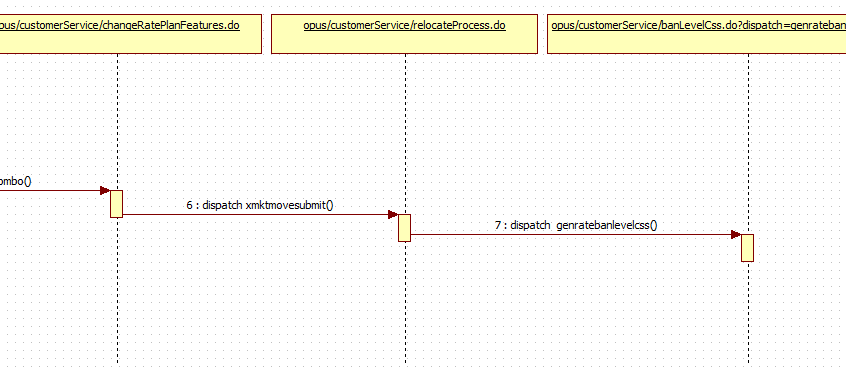 opus/customerService/changeRatePlanFeatures.do
opus/customerService/relocateProcess.do
opus/customerService/banLevelCss.do?dispatch=genrateban
ombo()
6 : dispatch xmktmovesubmit()
7 : dispatch genratebanlevelcss()